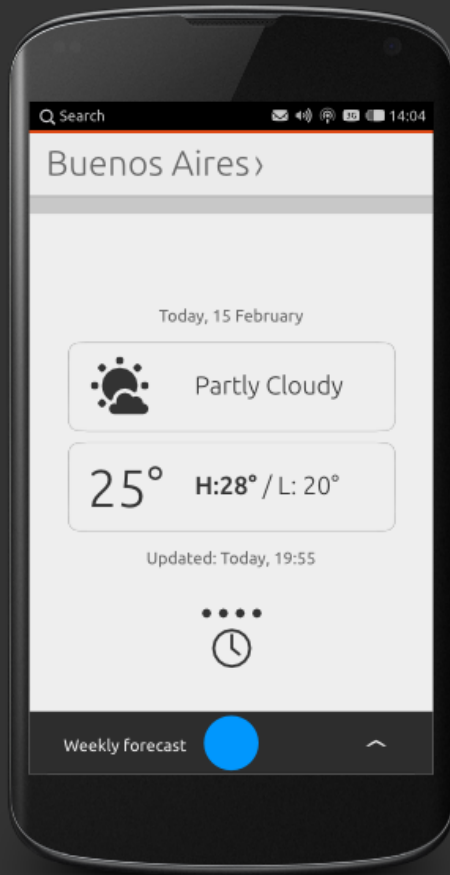 Search 3G 14:04
Buenos Aires›
Today, 15 February
Partly Cloudy
25° H:28° / L: 20°
Updated: Today, 19:55
Weekly forecast